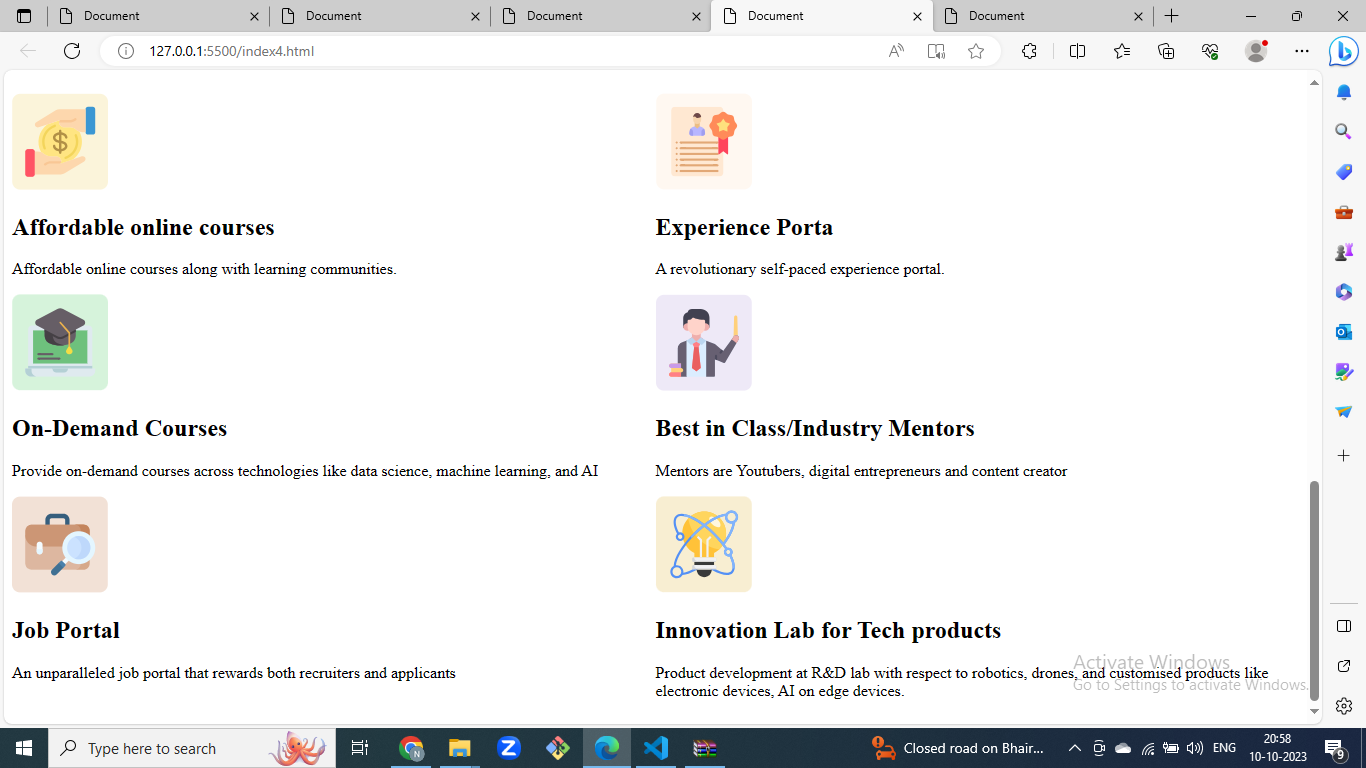 Document
Document
Document
Document
Document
127.0.0.1:5500/index4.html
Affordable online courses
Affordable online courses along with learning communities.
Experience Porta
A revolutionary self-paced experience portal.
On-Demand Courses
Provide on-demand courses across technologies like data science, machine learning, and AI
Best in Class/Industry Mentors
Mentors are Youtubers, digital entrepreneurs and content creator
Job Portal
An unparalleled job portal that rewards both recruiters and applicants
Innovation Lab for Tech products
Product development at R&D lab with respect to robotics, drones, and customised products like
electronic devices, AI on edge devices.
Activate Windows
Go to Settings to activate Windows.
Type here to search
Closed road on Bhair...
ENG
20:58
10-10-2023
9